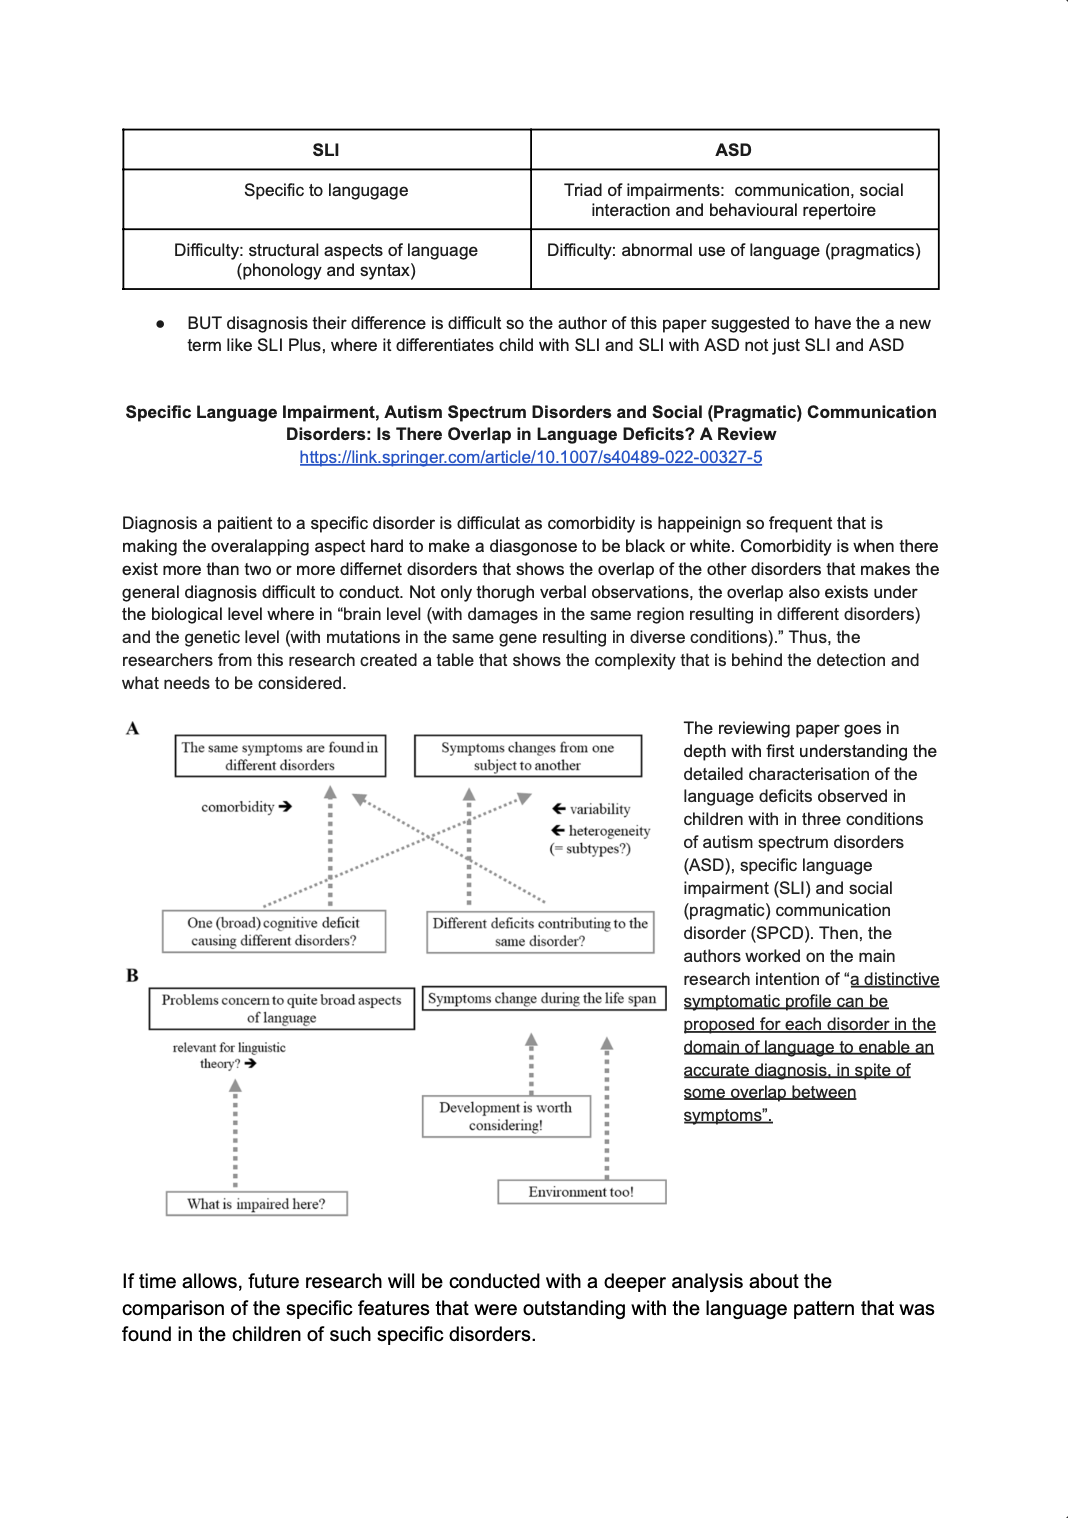 SLI
ASD
Specific to langugage
Triad of impairments:  communication, social
interaction and behavioural repertoire
Difficulty: structural aspects of language
(phonology and syntax)
Difficulty: abnormal use of language (pragmatics)
● BUT disagnosis their difference is difficult so the author of this paper suggested to have the a new
term like SLI Plus, where it differentiates child with SLI and SLI with ASD not just SLI and ASD
Specific Language Impairment, Autism Spectrum Disorders and Social (Pragmatic) Communication
Disorders: Is There Overlap in Language Deficits? A Review
https://link.springer.com/article/10.1007/s40489-022-00327-5
Diagnosis a paitient to a specific disorder is difficulat as comorbidity is happeinign so frequent that is
making the overalapping aspect hard to make a diasgonose to be black or white. Comorbidity is when there
exist more than two or more differnet disorders that shows the overlap of the other disorders that makes the
general diagnosis difficult to conduct. Not only thorugh verbal observations, the overlap also exists under
the biological level where in “brain level (with damages in the same region resulting in different disorders)
and the genetic level (with mutations in the same gene resulting in diverse conditions).” Thus, the
researchers from this research created a table that shows the complexity that is behind the detection and
what needs to be considered.
A
The same symptoms are found in
different disorders
Symptoms changes from one
subject to another
comorbidity →
← variability
← heterogeneity
(= subtypes?)
One (broad) cognitive deficit
causing different disorders?
Different deficits contributing to the
same disorder?
B
Problems concern to quite broad aspects
of language
Symptoms change during the life span
relevant for linguistic
theory? →
Development is worth
considering!
What is impaired here?
Environment too!
The reviewing paper goes in
depth with first understanding the
detailed characterisation of the
language deficits observed in
children with in three conditions
of autism spectrum disorders
(ASD), specific language
impairment (SLI) and social
(pragmatic) communication
disorder (SPCD). Then, the
authors worked on the main
research intention of “a distinctive
symptomatic profile can be
proposed for each disorder in the
domain of language to enable an
accurate diagnosis, in spite of
some overlap between
symptoms”.
If time allows, future research will be conducted with a deeper analysis about the
comparison of the specific features that were outstanding with the language pattern that was
found in the children of such specific disorders.